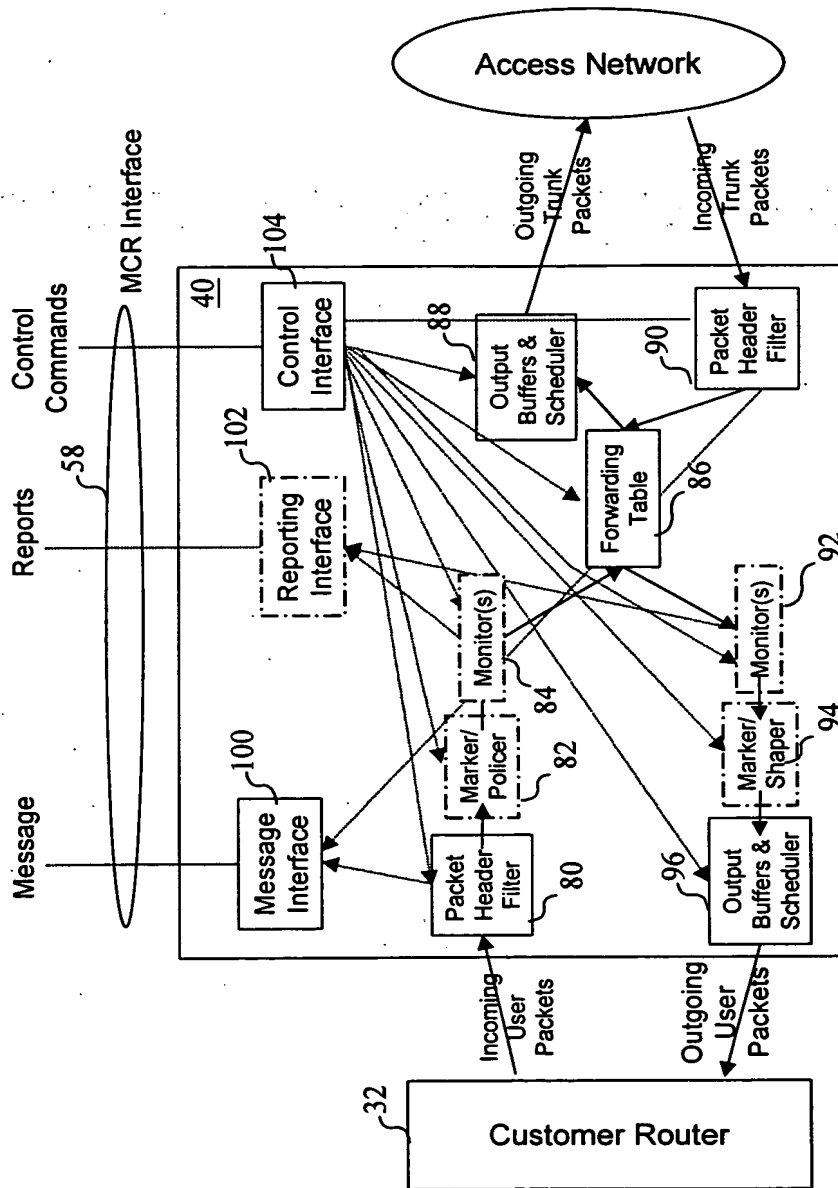 Message
Reports
Control
Commands
58
MCR Interface
100
Message
Interface
102
Reporting
Interface
104
Control
Interface
40
32
Customer Router
Incoming
User
Packets
Packet
Header
Filter
80
Marker/
Policer
82
Monitor(s)
84
Forwarding
Table
86
88
Output
Buffers &
Scheduler
Outgoing
Trunk
Packets
Access Network
Incoming
Trunk
Packets
90
Packet
Header
Filter
92
Monitor(s)
94
Marker/
Shaper
96
Output
Buffers &
Scheduler
Outgoing
User
Packets